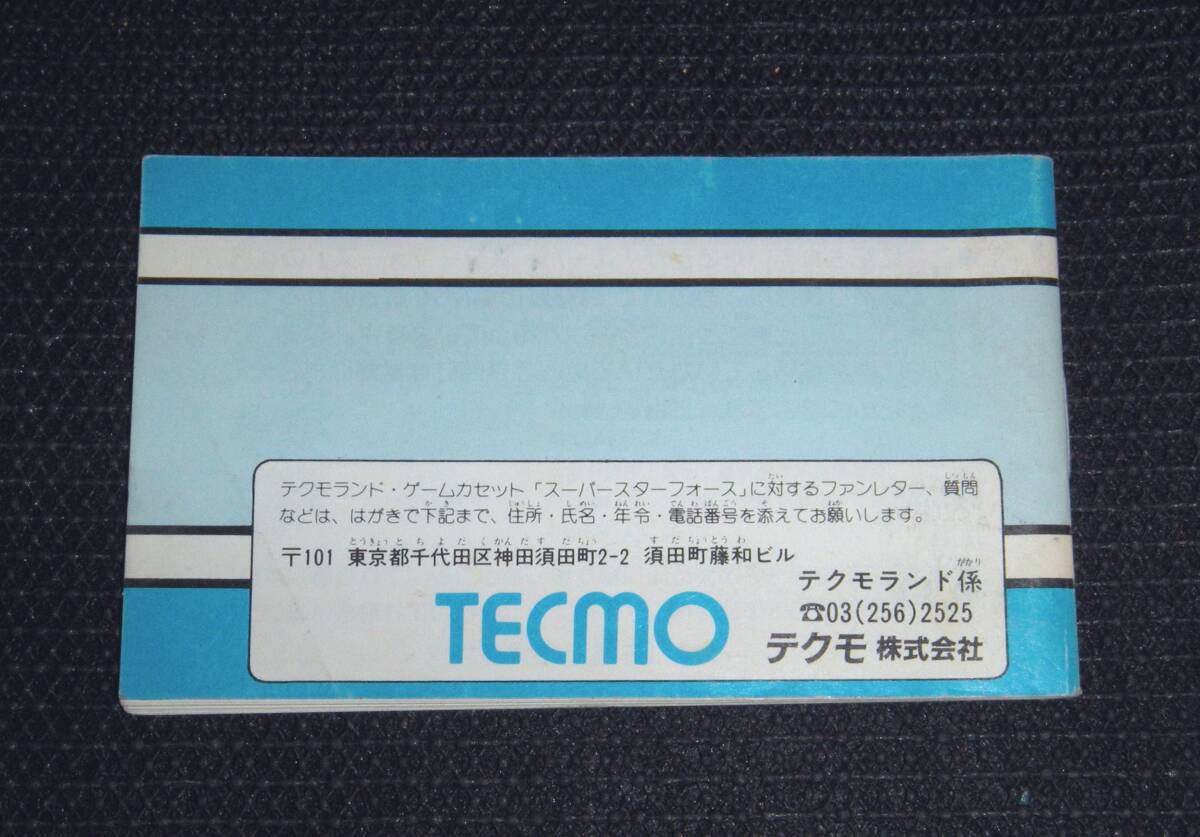 テクモランド・ゲームカセット「スーパースターフォース」に対するファンレター、質問
などは、はがきで下記まで、住所・氏名・年令・電話番号を添えてお願いします。
〒101 東京都千代田区神田須田町2-2 須田町藤和ビル
テクモランド係
☎03(256)2525
TECMO テクモ株式会社